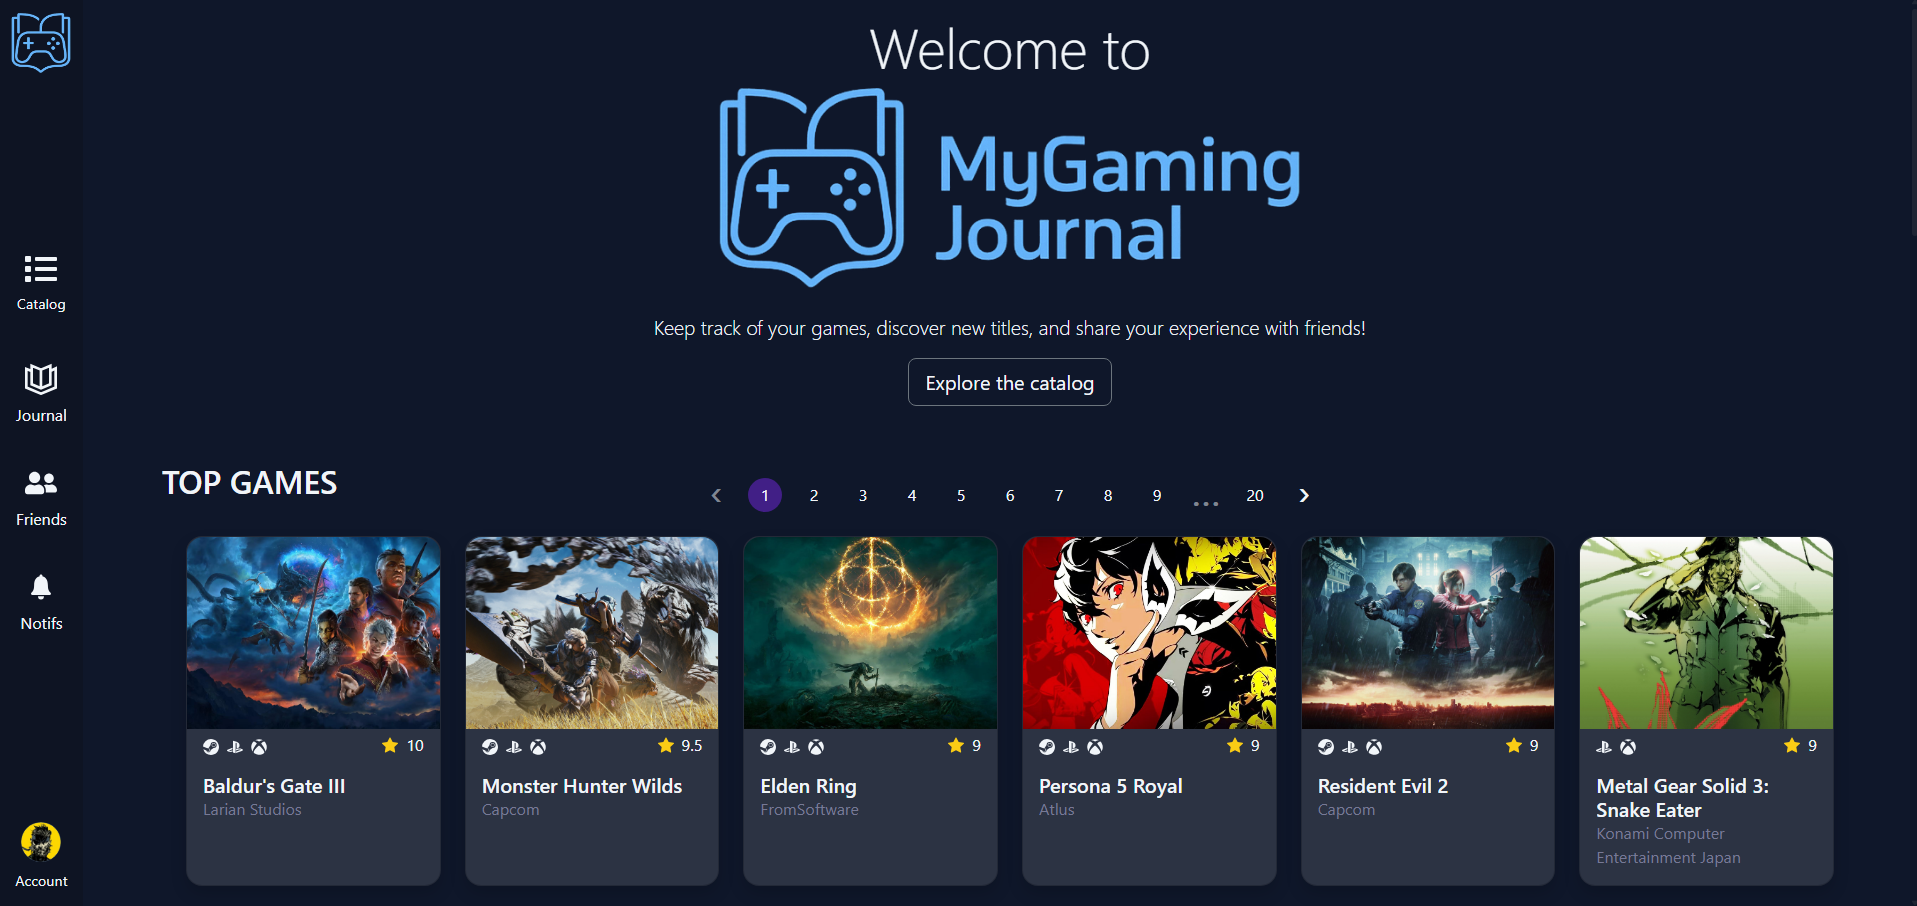 Welcome to
MyGaming
Journal
Keep track of your games, discover new titles, and share your experience with friends!
Explore the catalog
Catalog
Journal
Friends
Notifs
Account
TOP GAMES
‹ 1 2 3 4 5 6 7 8 9 ... 20 ›
10
Baldur's Gate III
Larian Studios
9.5
Monster Hunter Wilds
Capcom
9
Elden Ring
FromSoftware
9
Persona 5 Royal
Atlus
9
Resident Evil 2
Capcom
9
Metal Gear Solid 3:
Snake Eater
Konami Computer
Entertainment Japan